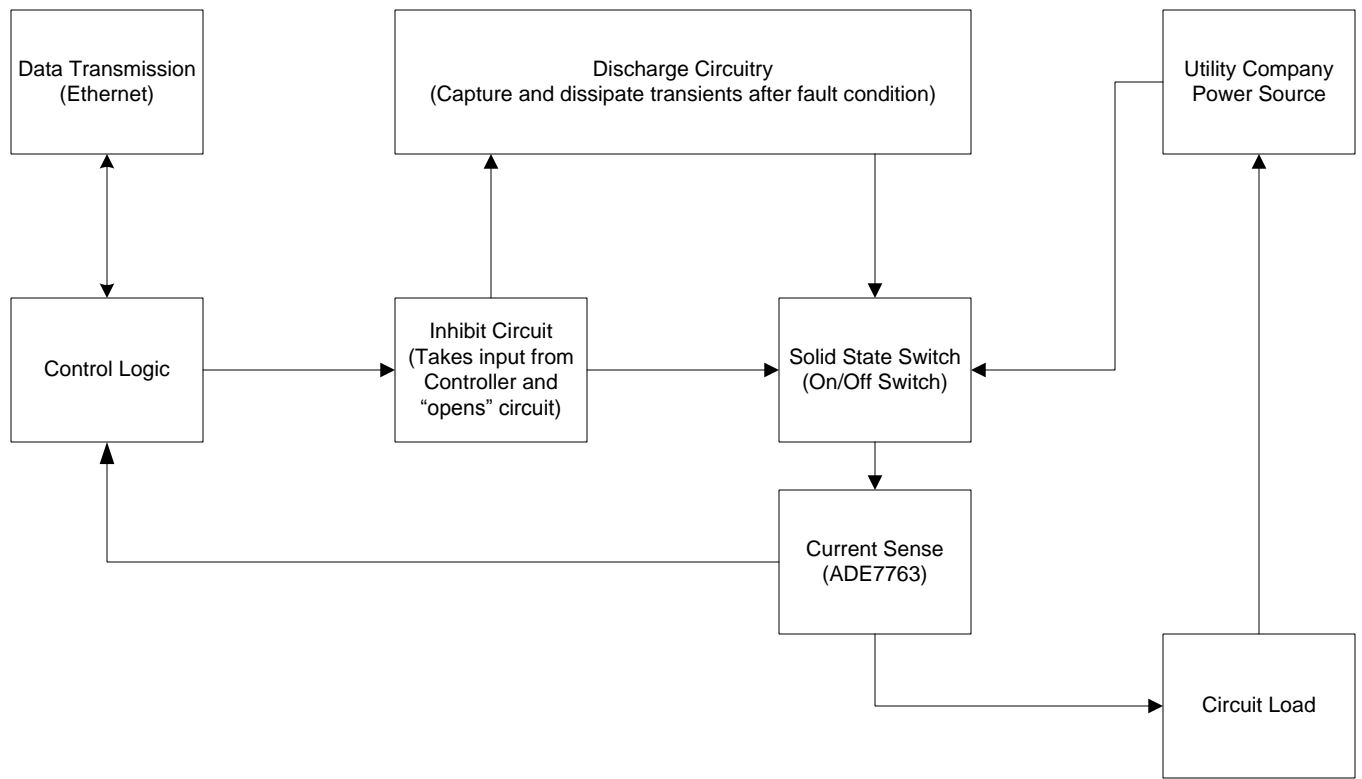 Data Transmission
(Ethernet)
Discharge Circuitry
(Capture and dissipate transients after fault condition)
Utility Company
Power Source
Control Logic
Inhibit Circuit
(Takes input from
Controller and
“opens” circuit)
Solid State Switch
(On/Off Switch)
Current Sense
(ADE7763)
Circuit Load